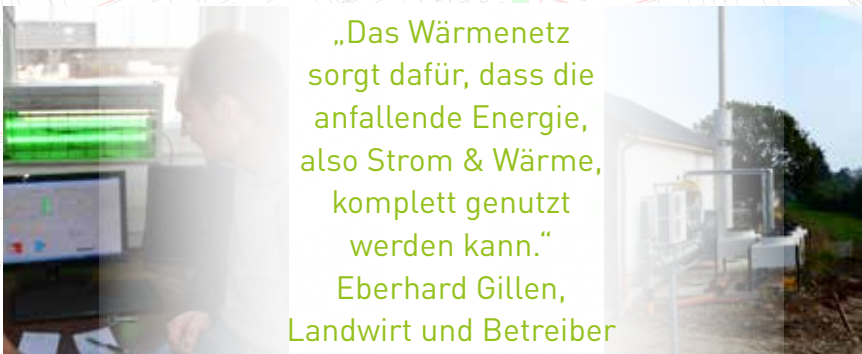 „Das Wärmenetz
sorgt dafür, dass die
anfallende Energie,
also Strom & Wärme,
komplett genutzt
werden kann.“
Eberhard Gillen,
Landwirt und Betreiber